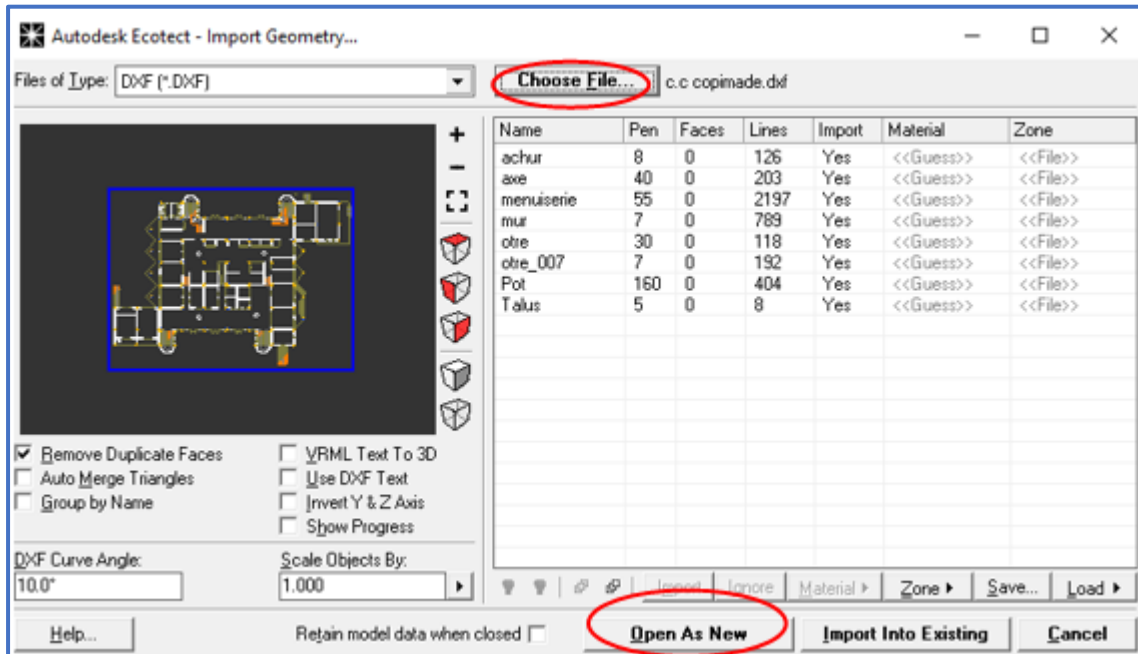 Autodesk Ecotect - Import Geometry...
Files of Type: DXF (*.DXF) Choose File... c.c copimade.dxf
Name Pen Faces Lines Import Material Zone
achur 8 0 126 Yes <<Guess>> <<File>>
axe 40 0 203 Yes <<Guess>> <<File>>
menuiserie 55 0 2197 Yes <<Guess>> <<File>>
mur 7 0 789 Yes <<Guess>> <<File>>
otre 30 0 118 Yes <<Guess>> <<File>>
otre_007 7 0 192 Yes <<Guess>> <<File>>
Pot 160 0 404 Yes <<Guess>> <<File>>
Talus 5 0 8 Yes <<Guess>> <<File>>
Remove Duplicate Faces VRML Text To 3D
Auto Merge Triangles Use DXF Text
Group by Name Invert Y & Z Axis
Show Progress
DXF Curve Angle: Scale Objects By:
10.0° 1.000
Import Ignore Material Zone Save... Load
Help... Retain model data when closed Open As New Import Into Existing Cancel